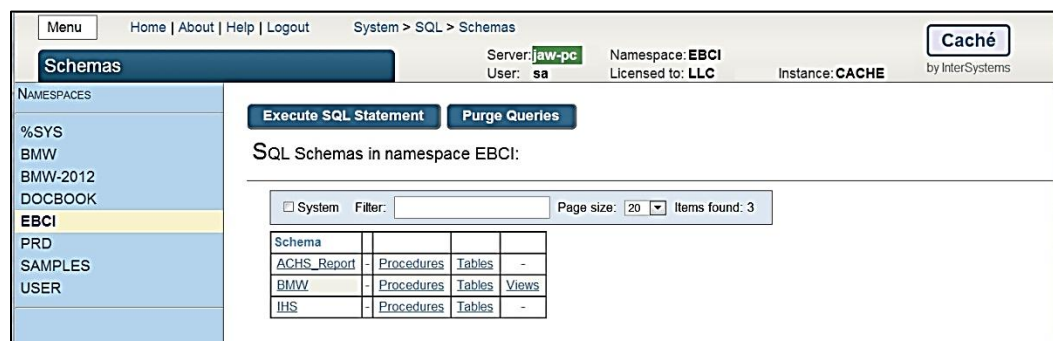 Menu Home | About | Help | Logout System > SQL > Schemas
Schemas
Server: jaw-pc Namespace: EBCI
User: sa Licensed to: LLC Instance: CACHE
Caché
by InterSystems
NAMESPACES
%SYS
BMW
BMW-2012
DOCBOOK
EBCI
PRD
SAMPLES
USER
Execute SQL Statement Purge Queries
SQL Schemas in namespace EBCI:
System Filter: Page size: 20 Items found: 3
Schema -
ACHS_Report - Procedures Tables -
BMW - Procedures Tables Views
IHS - Procedures Tables -